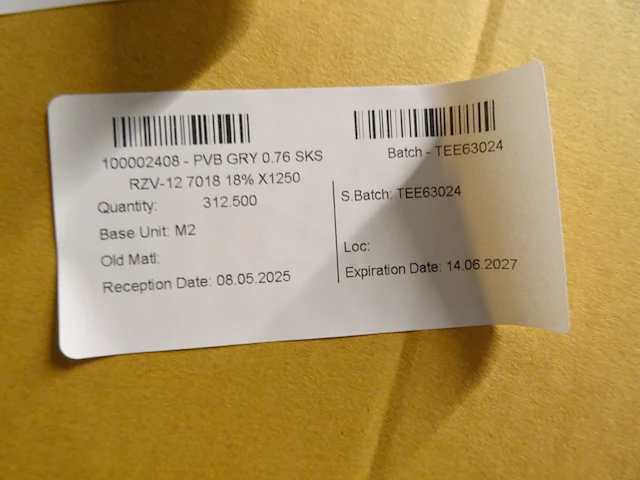 100002408 - PVB GRY 0.76 SKS
RZV-12 7018 18% X1250
Quantity: 312.500
Base Unit: M2
Old Matl:
Reception Date: 08.05.2025
Batch - TEE63024
S.Batch: TEE63024
Loc:
Expiration Date: 14.06.2027